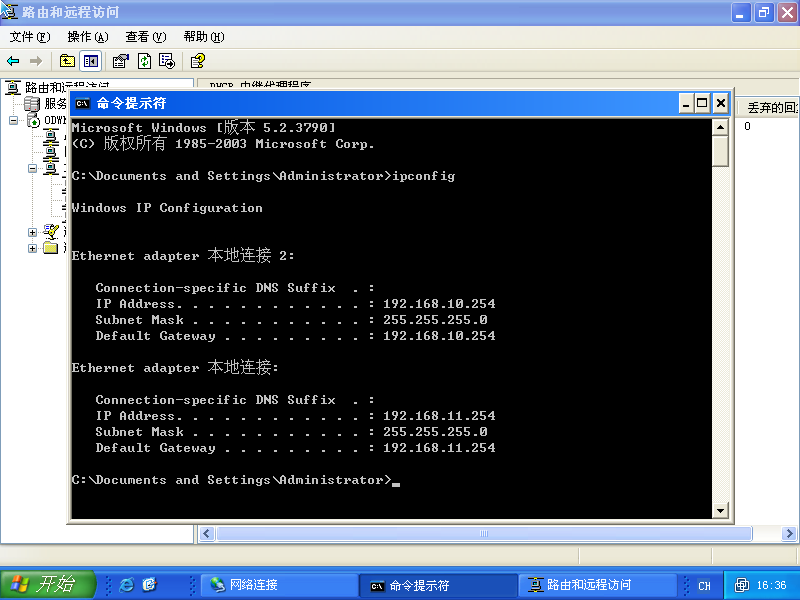 路由和远程访问
文件(F) 操作(A) 查看(V) 帮助(H)
路由和远程访问
DHCP 中继代理程序
服务
丢弃的回
0
命令提示符
Microsoft Windows [版本 5.2.3790]
(C) 版权所有 1985-2003 Microsoft Corp.
C:\Documents and Settings\Administrator>ipconfig
Windows IP Configuration
Ethernet adapter 本地连接 2:
Connection-specific DNS Suffix  . :
IP Address. . . . . . . . . . . . : 192.168.10.254
Subnet Mask . . . . . . . . . . . : 255.255.255.0
Default Gateway . . . . . . . . . : 192.168.10.254
Ethernet adapter 本地连接:
Connection-specific DNS Suffix  . :
IP Address. . . . . . . . . . . . : 192.168.11.254
Subnet Mask . . . . . . . . . . . : 255.255.255.0
Default Gateway . . . . . . . . . : 192.168.11.254
C:\Documents and Settings\Administrator>_
开始 网络连接 命令提示符 路由和远程访问 CH 16:36